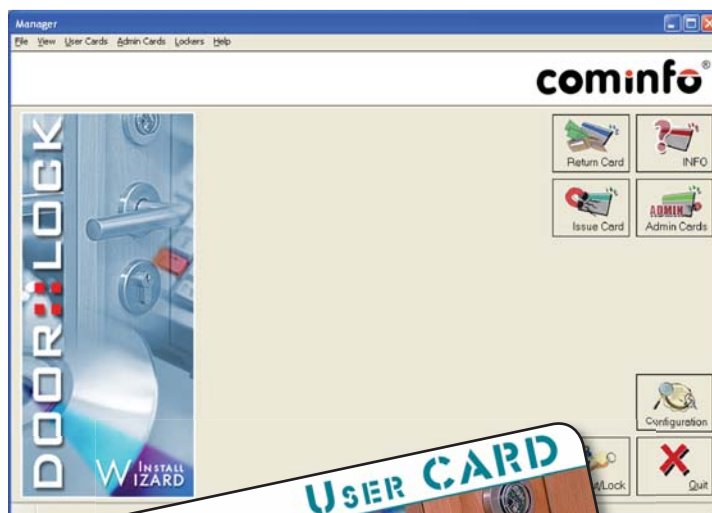 Manager
File View User Cards Admin Cards Lockers Help
cominfo®
Return Card
INFO
Issue Card
ADMIN
Admin Cards
DOOR LOCK
INSTALL
WIZARD
Configuration
/Lock
Quit
USER CARD